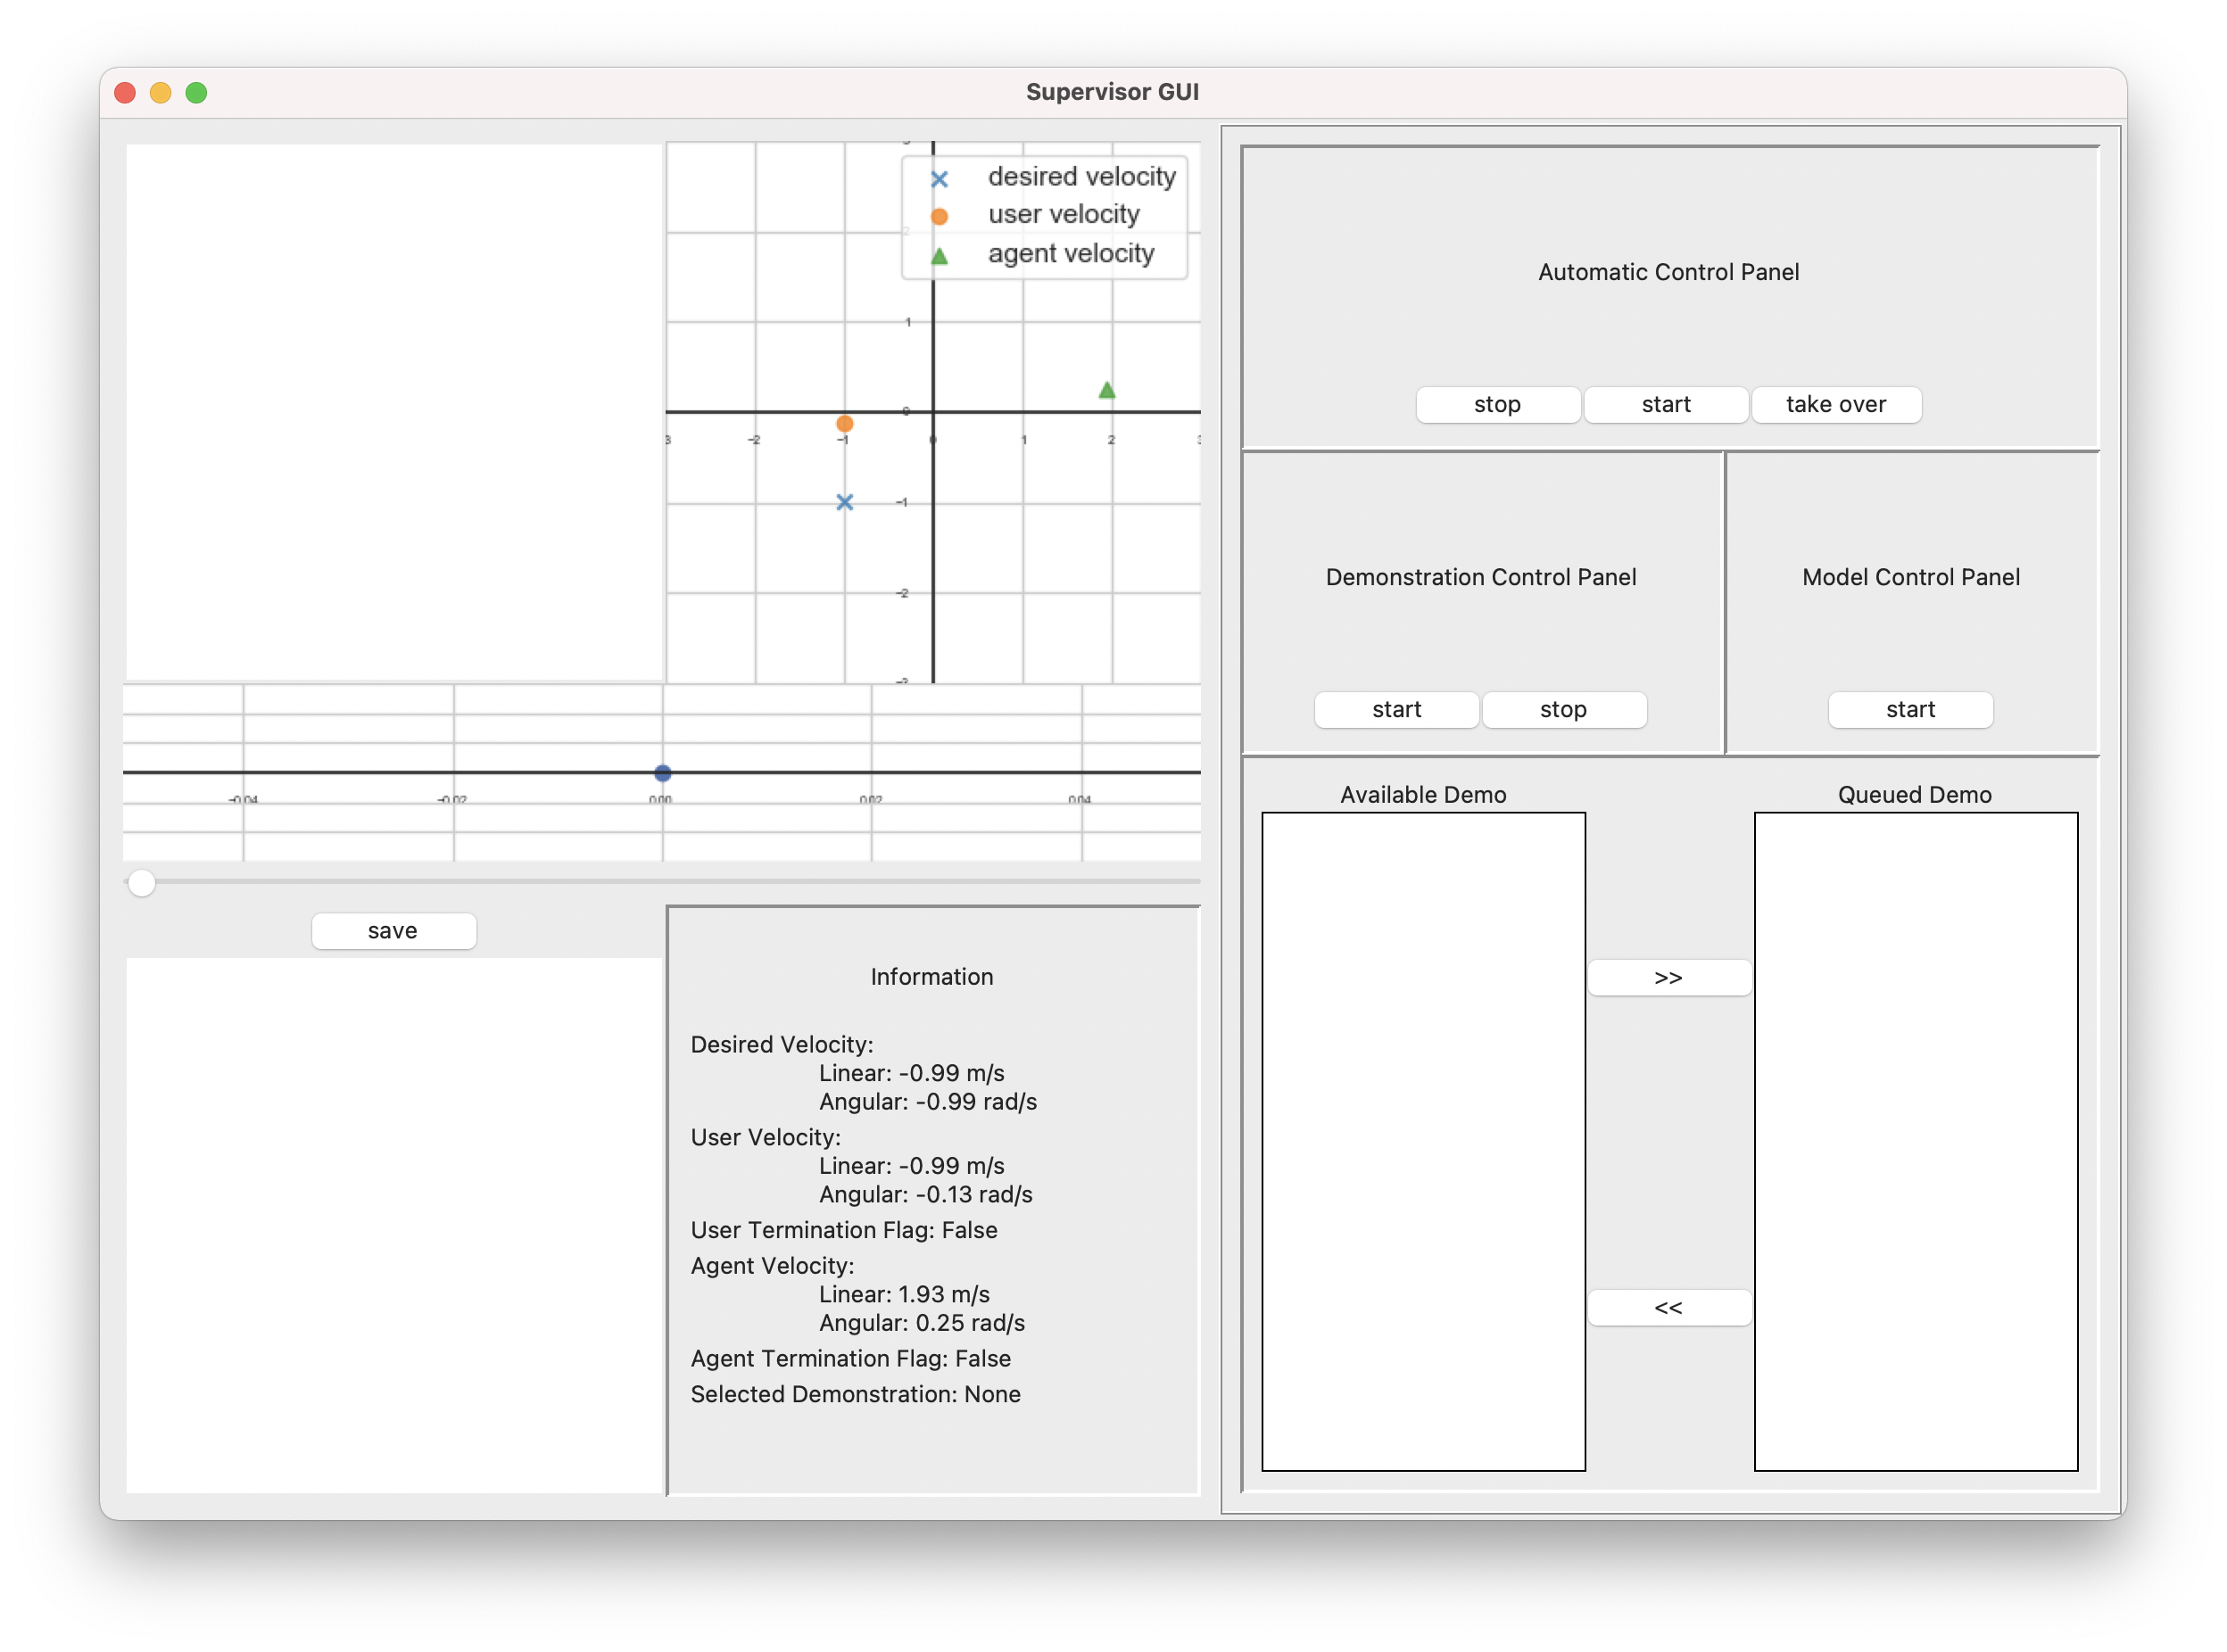 Supervisor GUI
desired velocity
user velocity
agent velocity
1
0
-2 -1 0 1 2
-1
-2
-0.04 -0.02 0.00 0.02 0.04
save
Information
Desired Velocity:
Linear: -0.99 m/s
Angular: -0.99 rad/s
User Velocity:
Linear: -0.99 m/s
Angular: -0.13 rad/s
User Termination Flag: False
Agent Velocity:
Linear: 1.93 m/s
Angular: 0.25 rad/s
Agent Termination Flag: False
Selected Demonstration: None
Automatic Control Panel
stop start take over
Demonstration Control Panel
start stop
Model Control Panel
start
Available Demo
Queued Demo
>>
<<